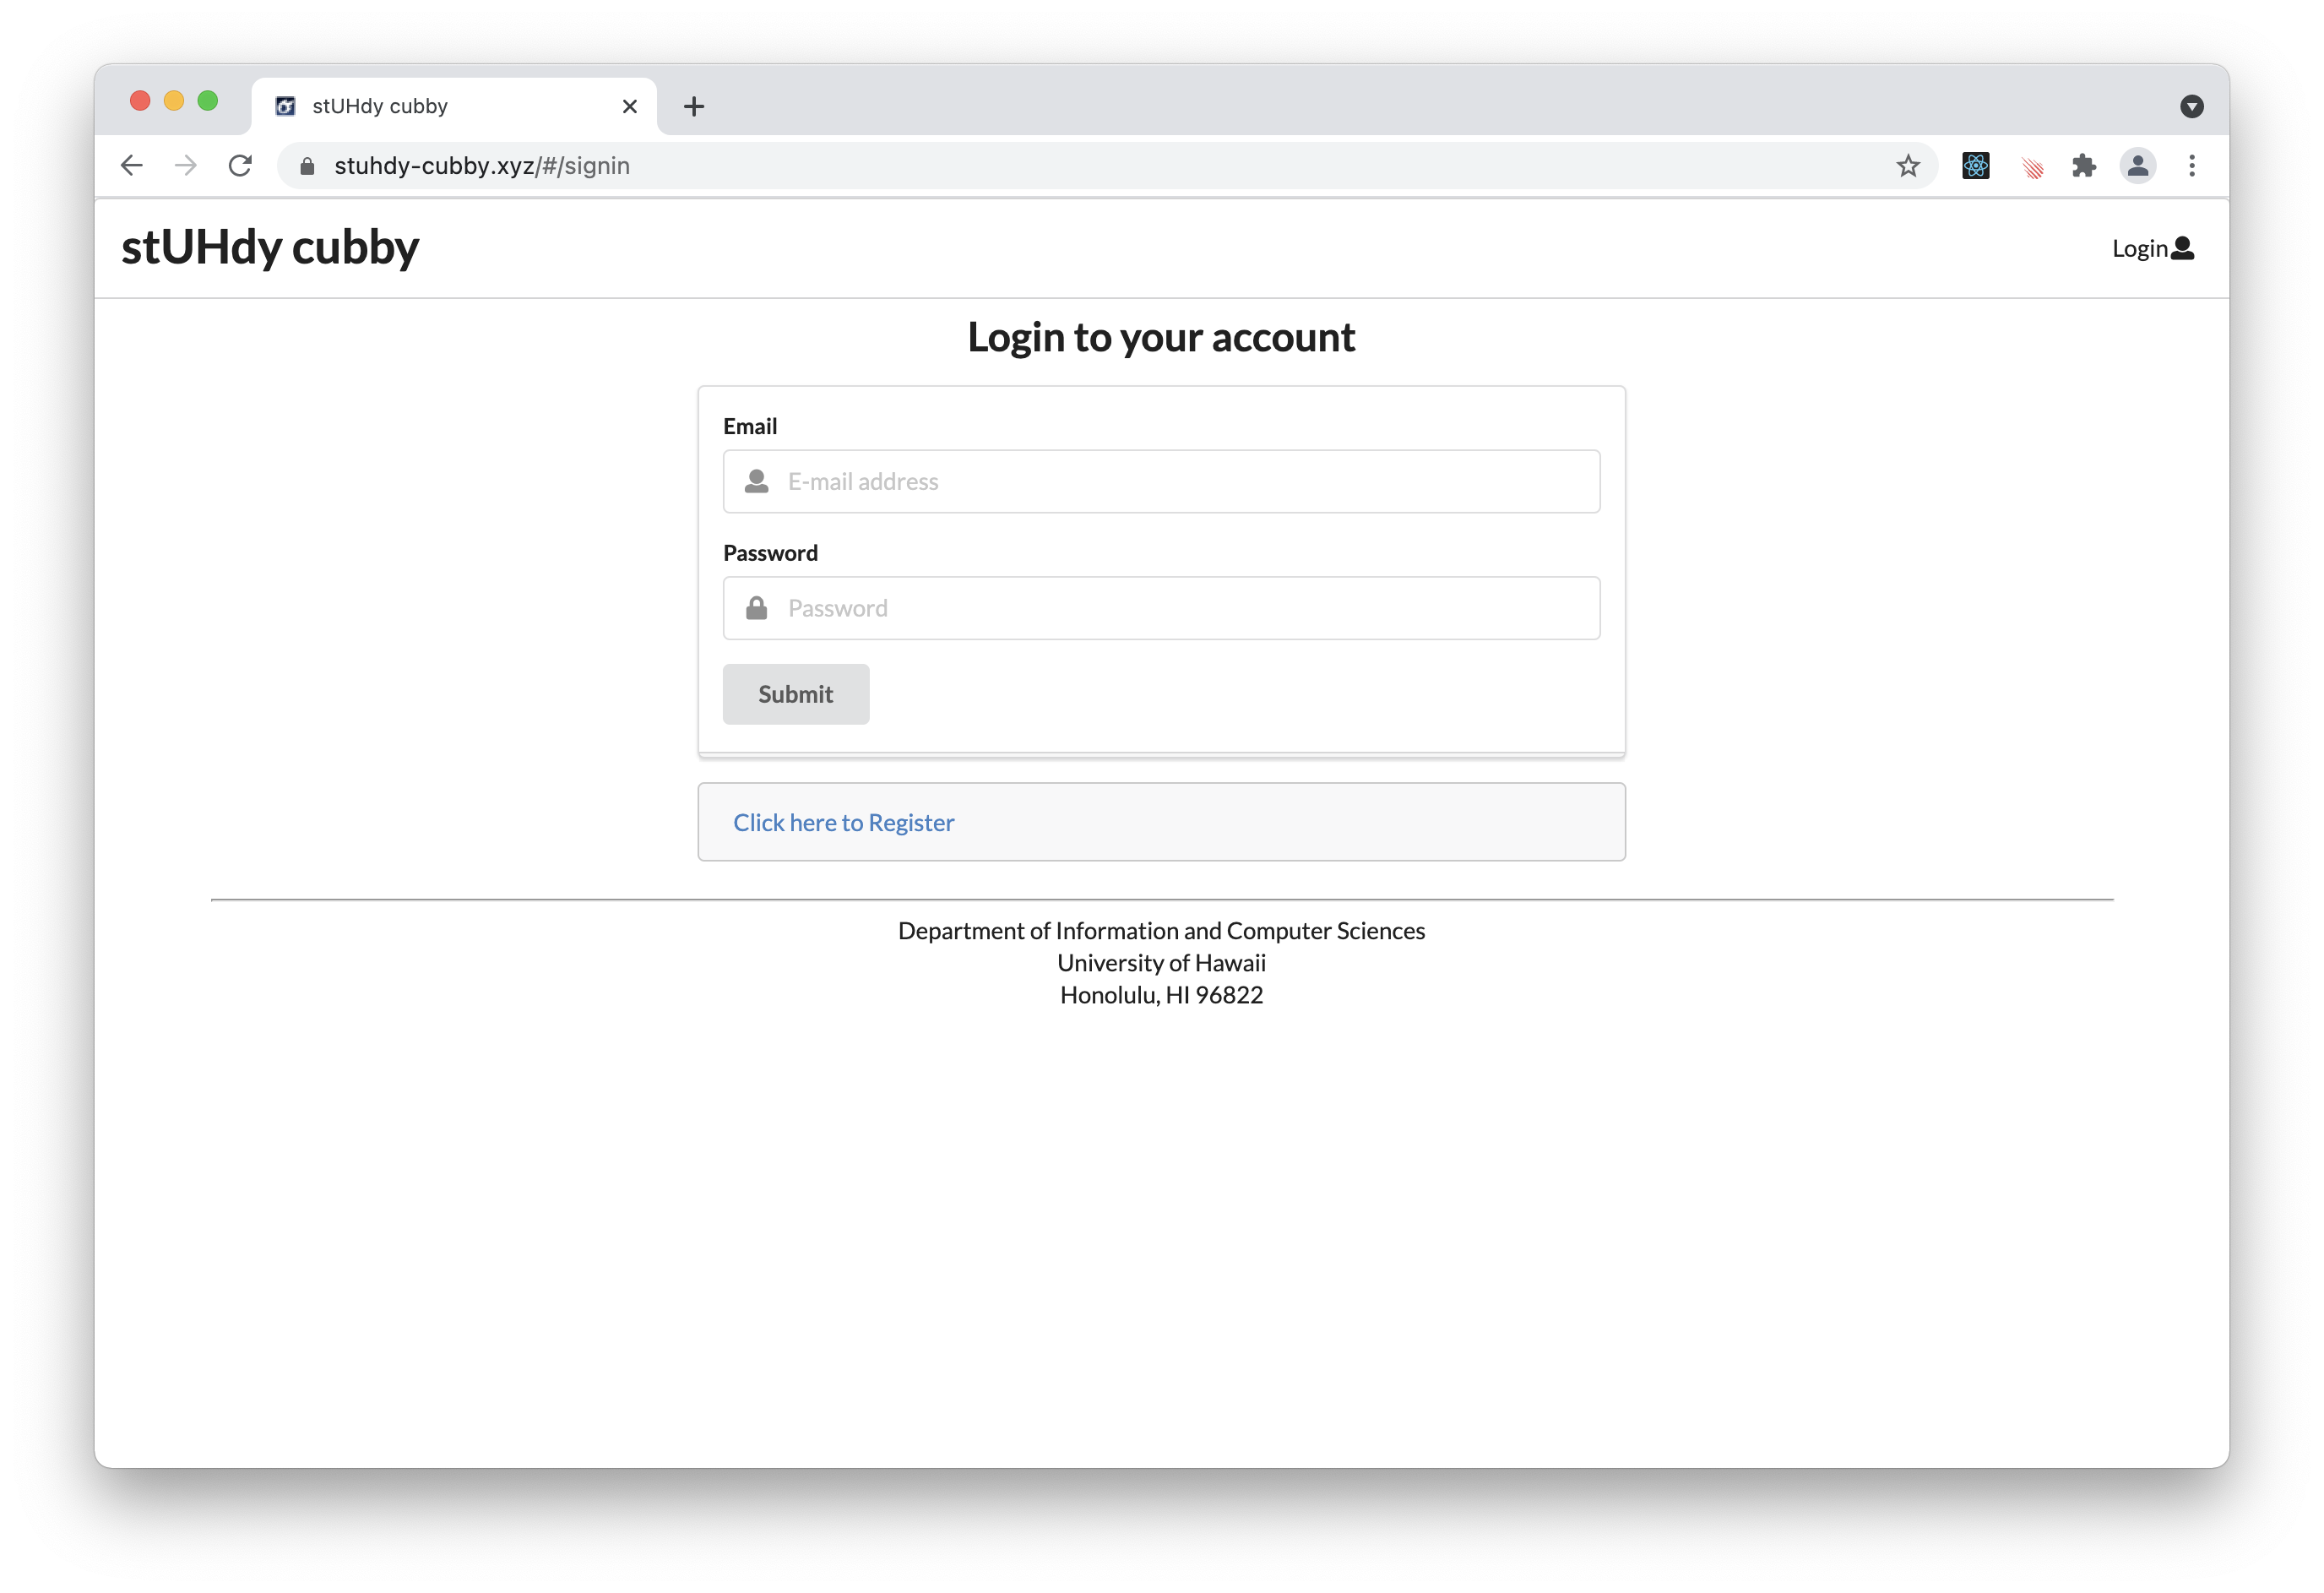 stUHdy cubby
stuhdy-cubby.xyz/#/signin
stUHdy cubby
Login
Login to your account
Email
E-mail address
Password
Password
Submit
Click here to Register
Department of Information and Computer Sciences
University of Hawaii
Honolulu, HI 96822